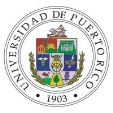 UNIVERSIDAD DE PUERTO RICO
• 1903 •